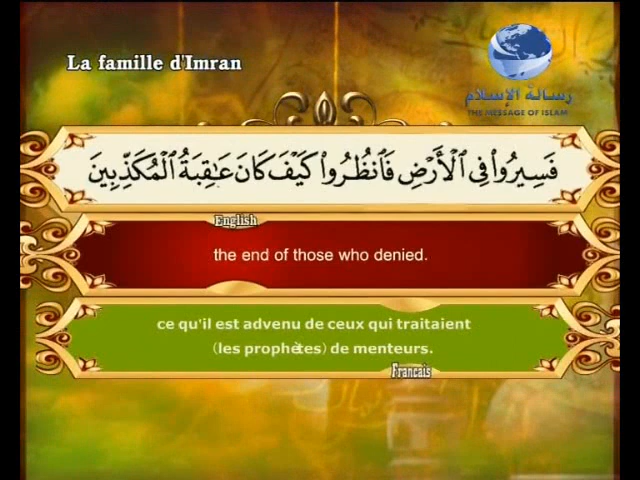 La famille d'Imran
رسالة الإسلام
THE MESSAGE OF ISLAM
فَسِيرُوا۟ فِى ٱلْأَرْضِ فَٱنظُرُوا۟ كَيْفَ كَانَ عَـٰقِبَةُ ٱلْمُكَذِّبِينَ
English
the end of those who denied.
ce qu'il est advenu de ceux qui traitaient
(les prophètes) de menteurs.
Francais